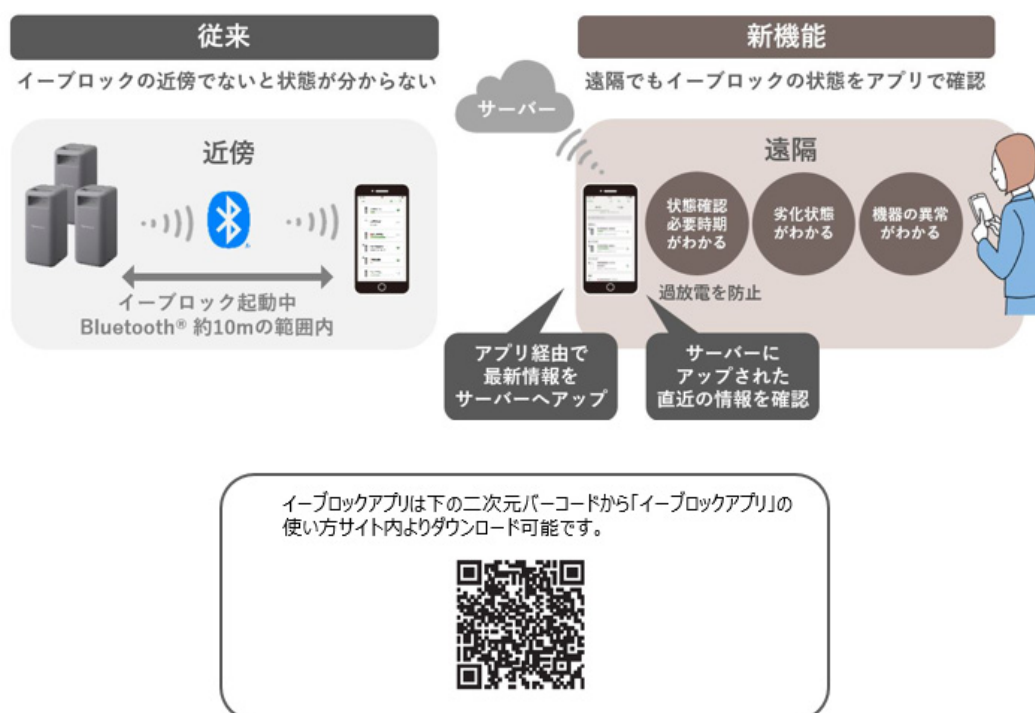 従来
イーブロックの近傍でないと状態が分からない
近傍
イーブロック起動中
Bluetooth® 約10mの範囲内
サーバー
新機能
遠隔でもイーブロックの状態をアプリで確認
遠隔
状態確認
必要時期
がわかる
劣化状態
がわかる
機器の異常
がわかる
過放電を防止
アプリ経由で
最新情報を
サーバーへアップ
サーバーに
アップされた
直近の情報を確認
イーブロックアプリは下の二次元バーコードから「イーブロックアプリ」の
使い方サイト内よりダウンロード可能です。